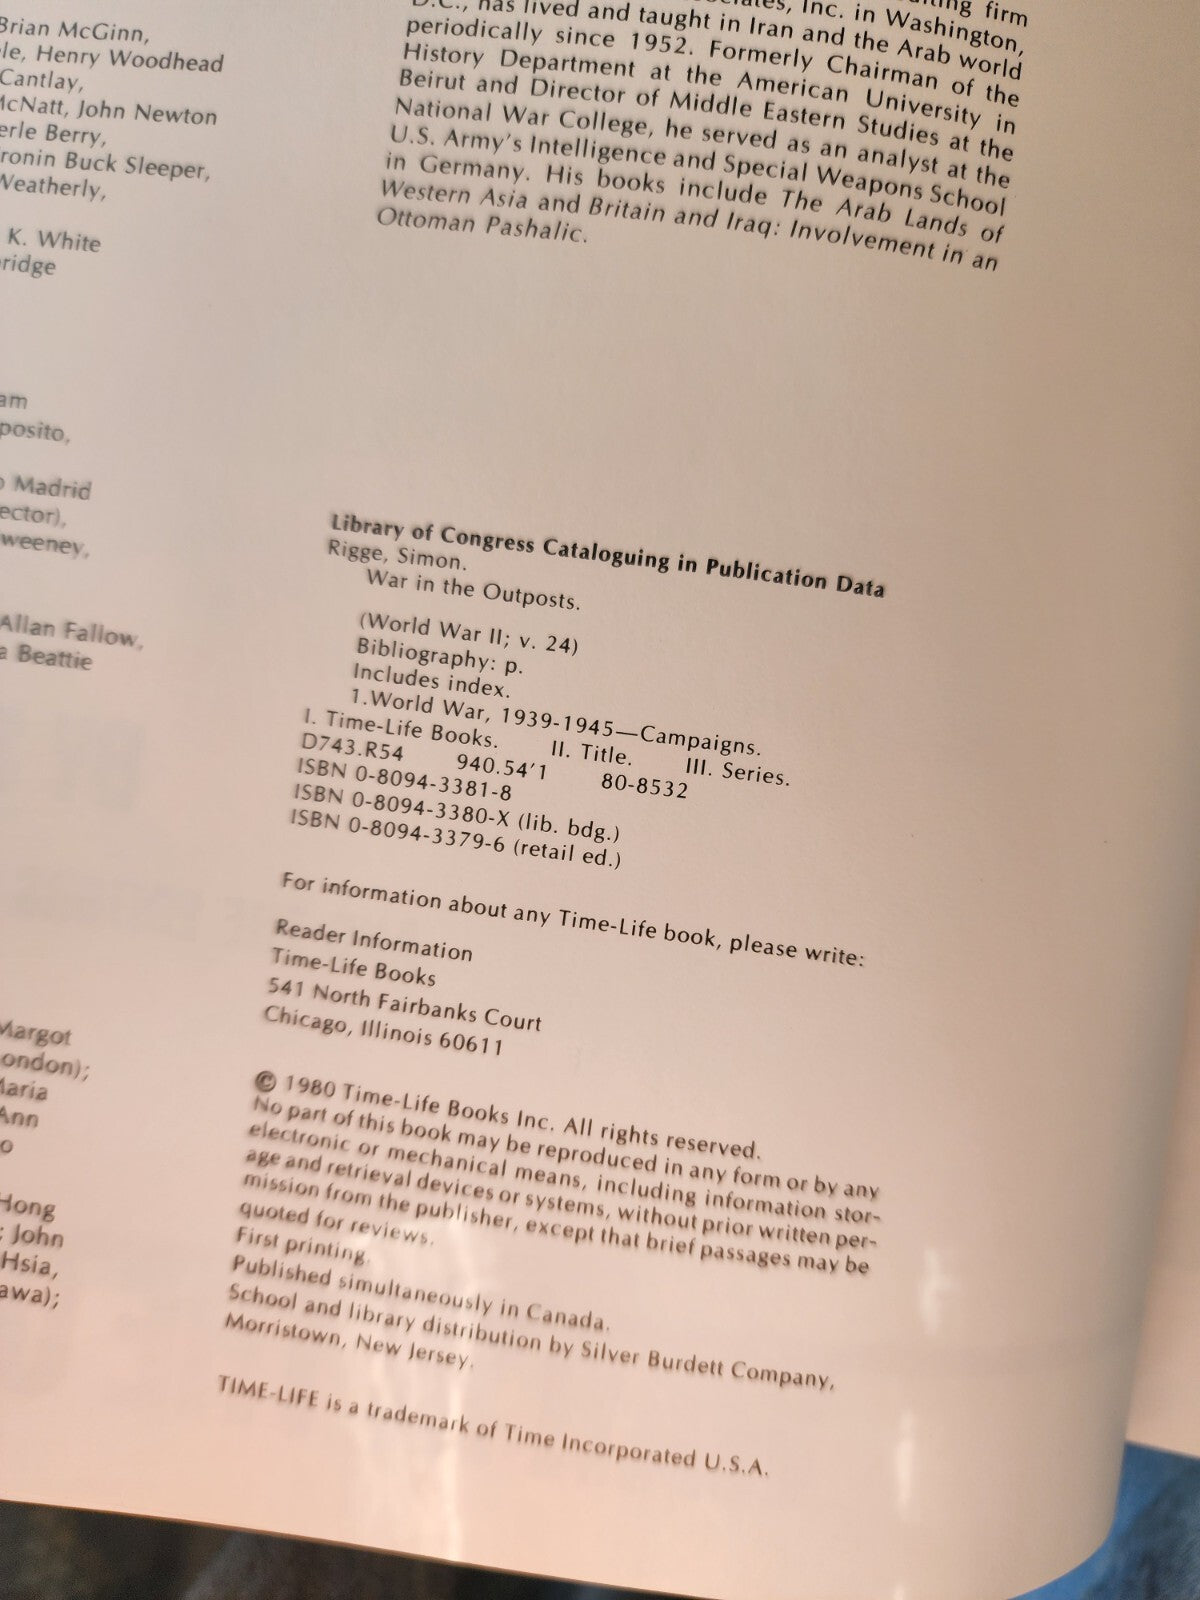 Brian McGinn,
Henry Woodhead
Cantlay,
McNatt, John Newton
Berry,
Buck Sleeper,
Weatherly,
K. White
Madrid
Allan Fallow,
Beattie
Margot
Maria
Ann
Hong
; John
Hsia,
firm
Inc. in Washington,
D.C., has lived and taught in Iran and the Arab world
periodically since 1952. Formerly Chairman of the
History Department at the American University in
Beirut and Director of Middle Eastern Studies at the
National War College, he served as an analyst at the
U.S. Army's Intelligence and Special Weapons School
in Germany. His books include The Arab Lands of
Western Asia and Britain and Iraq: Involvement in an
Ottoman Pashalic.
Library of Congress Cataloguing in Publication Data
Rigge, Simon.
War in the Outposts.
(World War II; v. 24)
Bibliography: p.
Includes index.
1.World War, 1939-1945—Campaigns.
I. Time-Life Books. II. Title. III. Series.
D743.R54 940.54'1 80-8532
ISBN 0-8094-3381-8
ISBN 0-8094-3380-X (lib. bdg.)
ISBN 0-8094-3379-6 (retail ed.)
For information about any Time-Life book, please write:
Reader Information
Time-Life Books
541 North Fairbanks Court
Chicago, Illinois 60611
© 1980 Time-Life Books Inc. All rights reserved.
No part of this book may be reproduced in any form or by any
electronic or mechanical means, including information stor-
age and retrieval devices or systems, without prior written per-
mission from the publisher, except that brief passages may be
quoted for reviews.
First printing.
Published simultaneously in Canada.
School and library distribution by Silver Burdett Company,
Morristown, New Jersey.
TIME-LIFE is a trademark of Time Incorporated U.S.A.